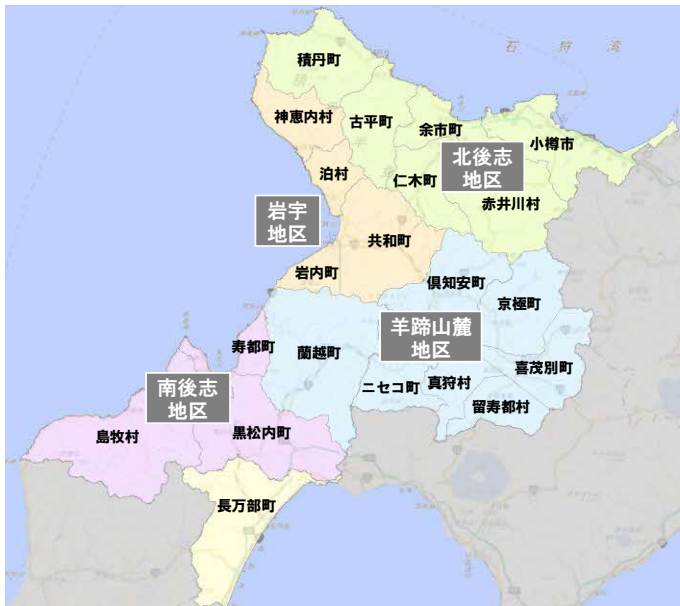 石狩湾
積丹町
神恵内村
古平町
余市町
小樽市
北後志
地区
泊村
仁木町
赤井川村
岩宇
地区
共和町
岩内町
倶知安町
京極町
羊蹄山麓
地区
寿都町
蘭越町
喜茂別町
ニセコ町
真狩村
留寿都村
南後志
地区
島牧村
黒松内町
長万部町